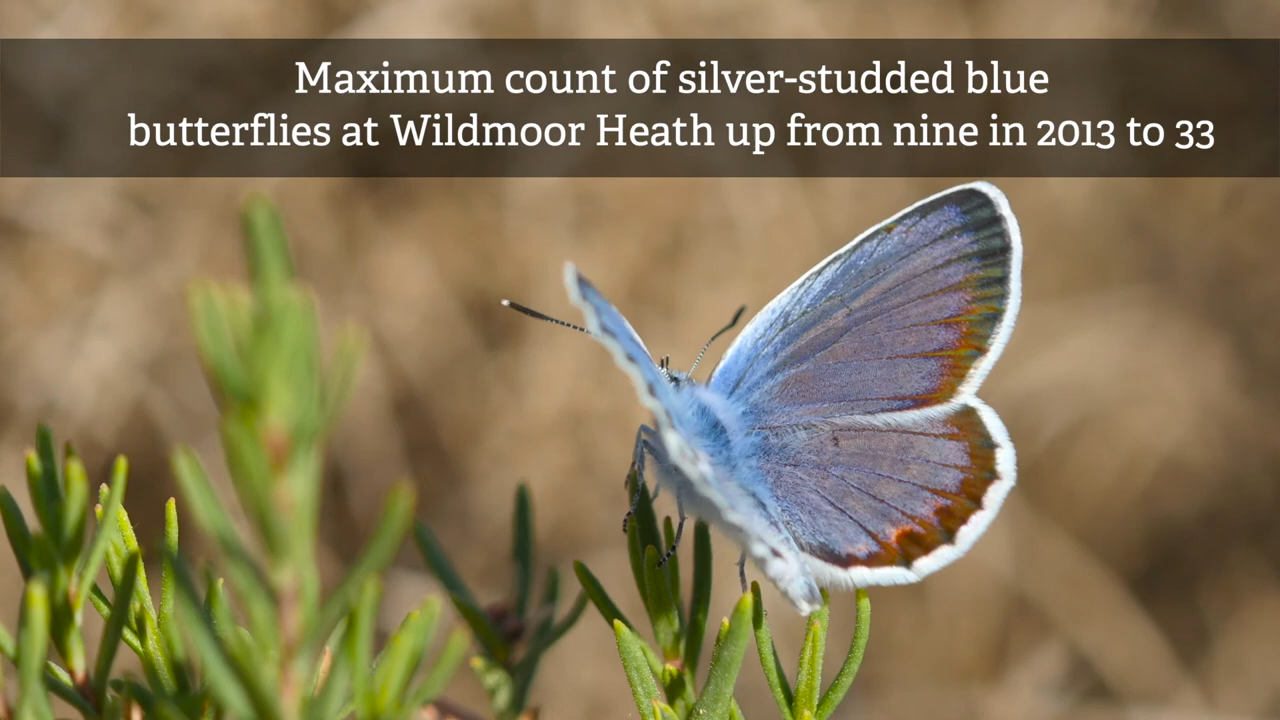 Maximum count of silver-studded blue
butterflies at Wildmoor Heath up from nine in 2013 to 33